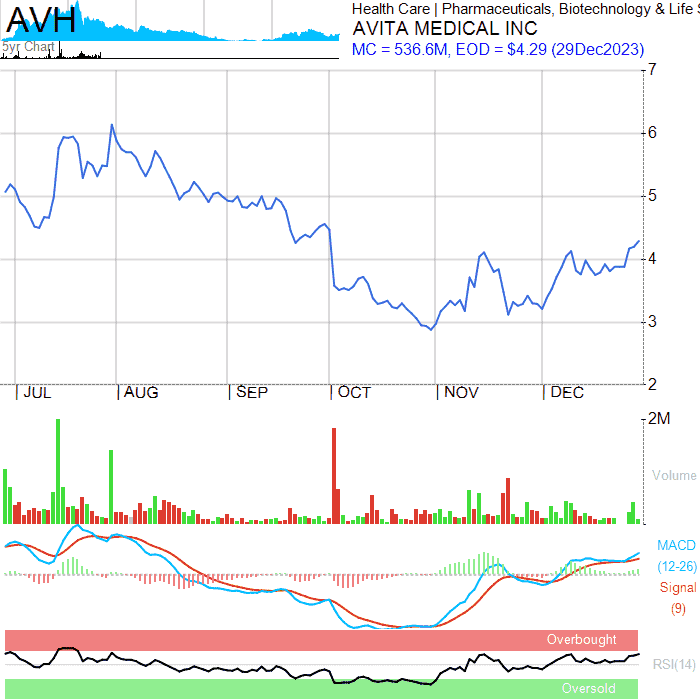 AVH
5yr Chart
Health Care | Pharmaceuticals, Biotechnology & Life S
AVITA MEDICAL INC
MC = 536.6M, EOD = $4.29 (29Dec2023)
7
6
5
4
3
2
| JUL | AUG | SEP | OCT | NOV | DEC
2M
Volume
MACD
(12-26)
Signal
(9)
Overbought
RSI(14)
Oversold